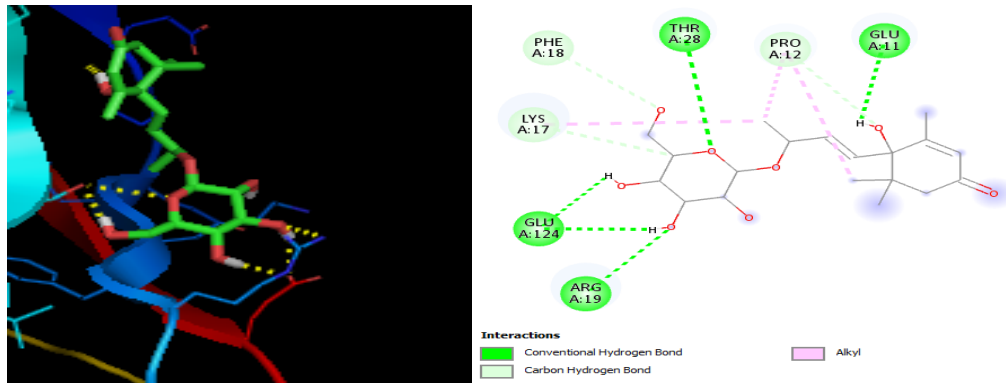 PHE
A:18
THR
A:28
PRO
A:12
GLU
A:11
LYS
A:17
H
O
O
O
O
H
O
O
H
O
O
O
GLU
A:124
H
O
ARG
A:19
Interactions
Conventional Hydrogen Bond
Carbon Hydrogen Bond
Alkyl